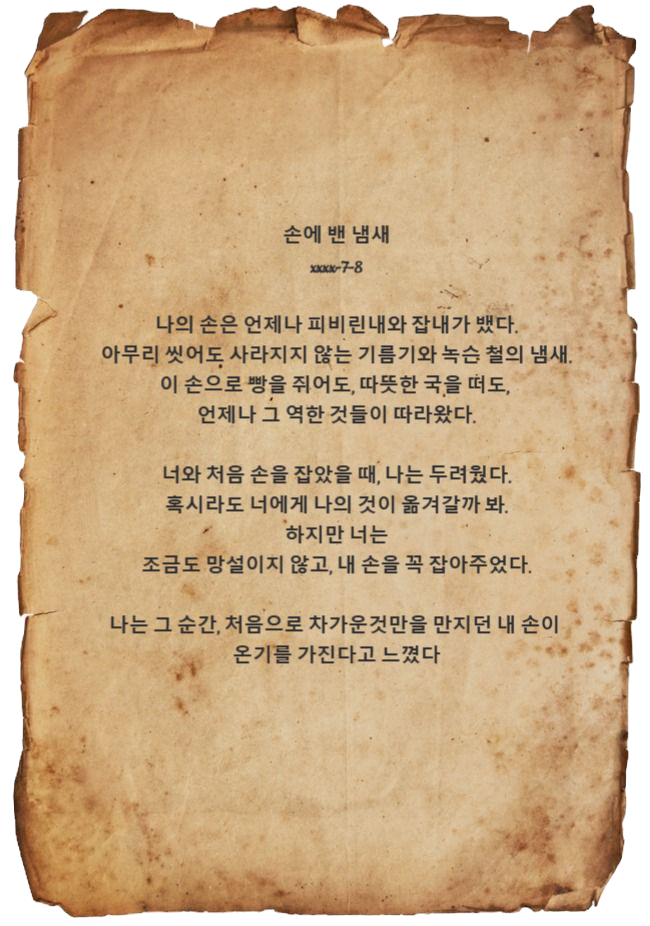 손에 밴 냄새
xxxx-7-8
나의 손은 언제나 피비린내와 잡내가 뱄다.
아무리 씻어도 사라지지 않는 기름기와 녹슨 철의 냄새.
이 손으로 빵을 쥐어도, 따뜻한 국을 떠도,
언제나 그 역한 것들이 따라왔다.
너와 처음 손을 잡았을 때, 나는 두려웠다.
혹시라도 너에게 나의 것이 옮겨갈까 봐.
하지만 너는
조금도 망설이지 않고, 내 손을 꼭 잡아주었다.
나는 그 순간, 처음으로 차가운것만을 만지던 내 손이
온기를 가진다고 느꼈다